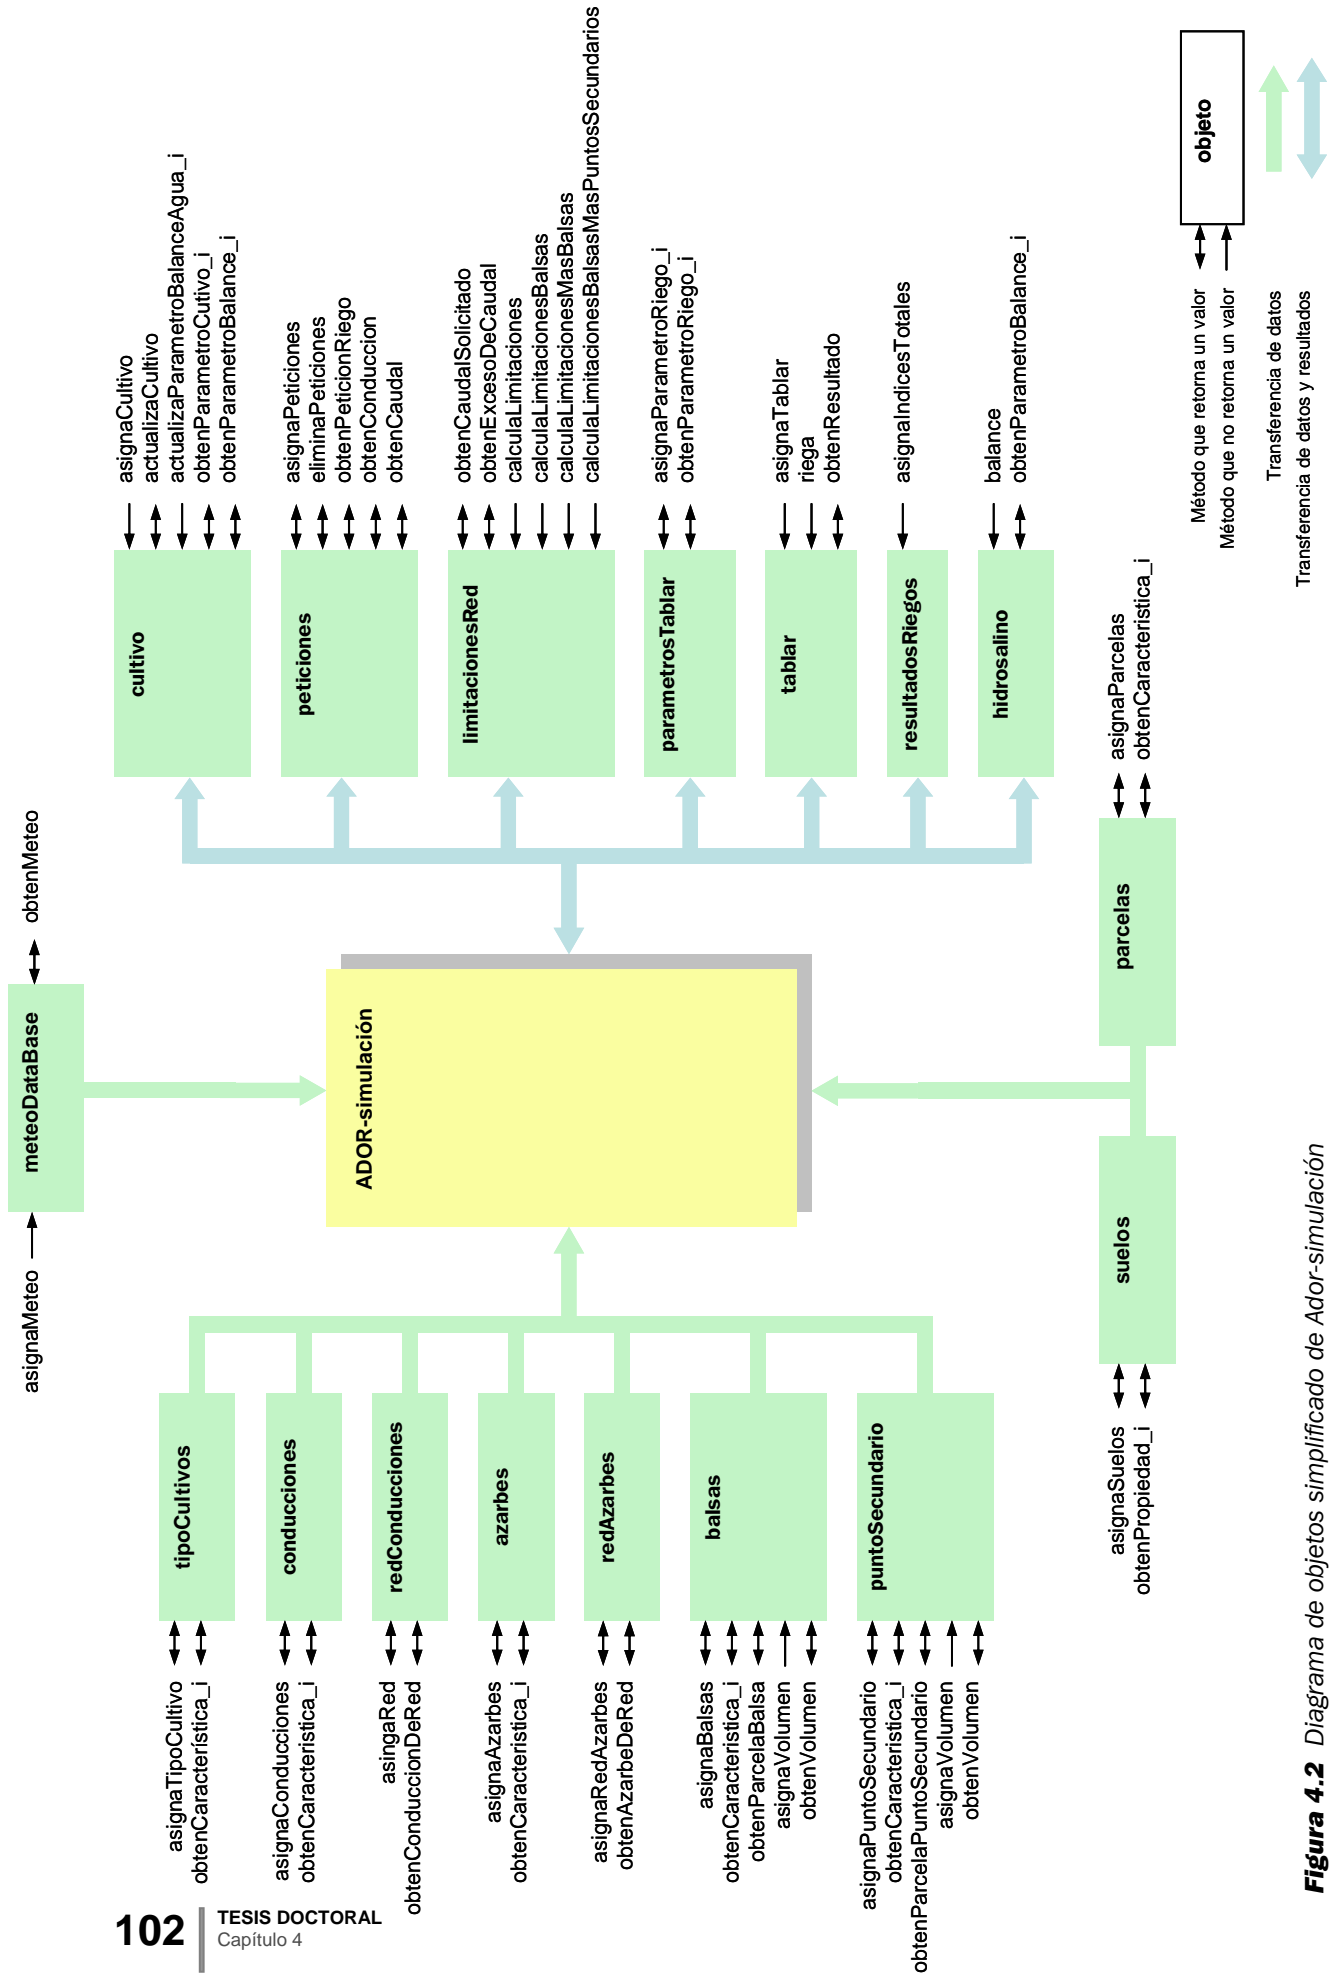 asignaMeteo
meteoDataBase
obtenMeteo
asignaTipoCultivo
obtenCaracterística_i
tipoCultivos
asignaConducciones
obtenCaracteristica_i
conducciones
asingaRed
obtenConduccionDeRed
redConducciones
asignaAzarbes
obtenCaracteristica_i
azarbes
asignaRedAzarbes
obtenAzarbeDeRed
redAzarbes
asignaBalsas
obtenCaracteristica_i
obtenParcelaBalsa
asignaVolumen
obtenVolumen
balsas
asignaPuntoSecundario
obtenCaracteristica_i
obtenParcelaPuntoSecundario
asignaVolumen
obtenVolumen
puntoSecundario
ADOR-simulación
cultivo
asignaCultivo
actualizaCultivo
actualizaParametroBalanceAgua_i
obtenParametroCutivo_i
obtenParametroBalance_i
peticiones
asignaPeticiones
eliminaPeticiones
obtenPeticionRiego
obtenConduccion
obtenCaudal
limitacionesRed
obtenCaudalSolicitado
obtenExcesoDeCaudal
calculaLimitaciones
calculaLimitacionesBalsas
calculaLimitacionesMasBalsas
calculaLimitacionesBalsasMasPuntosSecundarios
parametrosTablar
asignaParametroRiego_i
obtenParametroRiego_i
tablar
asignaTablar
riega
obtenResultado
resultadosRiegos
asignaIndicesTotales
hidrosalino
balance
obtenParametroBalance_i
asignaSuelos
obtenPropiedad_i
suelos
parcelas
asignaParcelas
obtenCaracteristica_i
Método que retorna un valor
Método que no retorna un valor
objeto
Transferencia de datos
Transferencia de datos y resultados
Figura 4.2 Diagrama de objetos simplificado de Ador-simulación
102
TESIS DOCTORAL
Capítulo 4